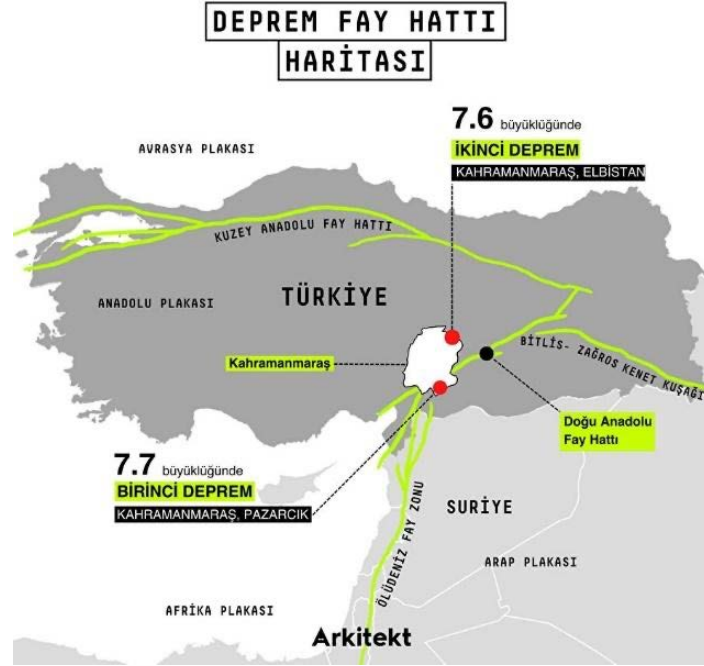 DEPREM FAY HATTI
HARİTASI
7.6 büyüklüğünde
İKİNCİ DEPREM
KAHRAMANMARAŞ, ELBİSTAN
AVRASYA PLAKASI
KUZEY ANADOLU FAY HATTI
ANADOLU PLAKASI
TÜRKİYE
BİTLİS- ZAĞROS KENET KUŞAĞI
Kahramanmaraş
Doğu Anadolu
Fay Hattı
7.7 büyüklüğünde
BİRİNCİ DEPREM
KAHRAMANMARAŞ, PAZARCIK
SURİYE
ÖLÜDENİZ FAY ZONU
ARAP PLAKASI
AFRİKA PLAKASI
Arkitekt